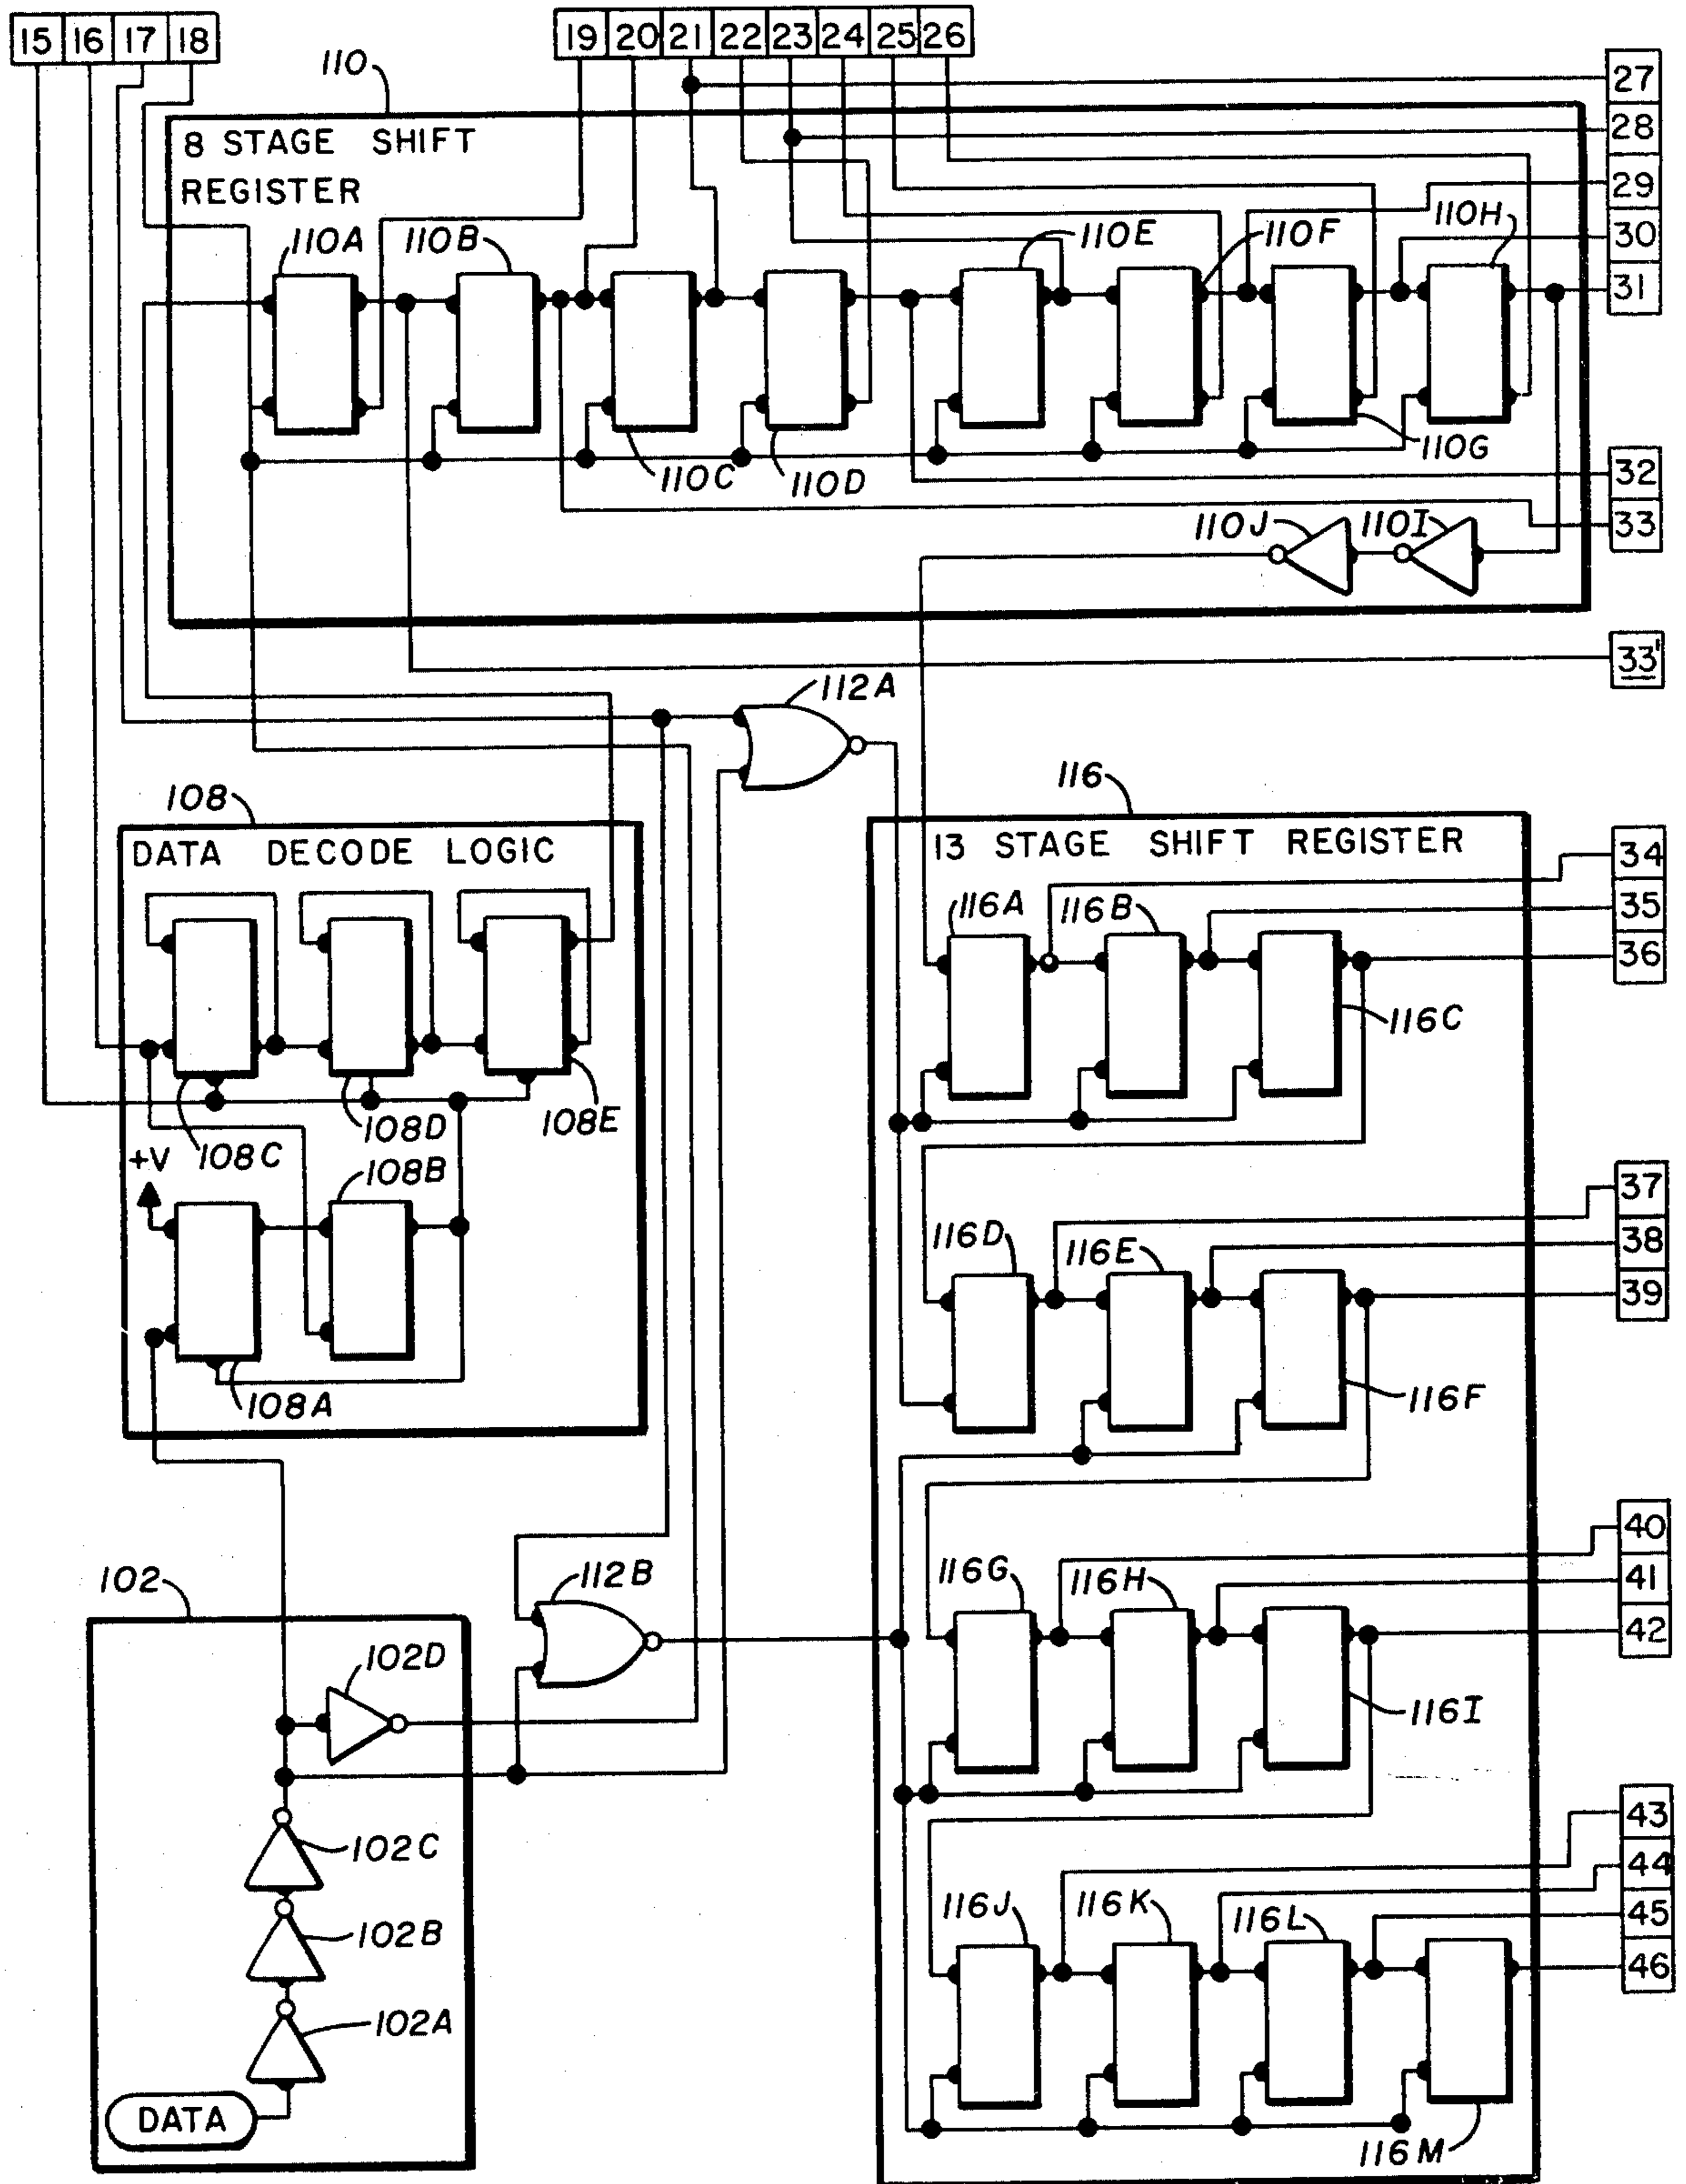 15 16 17 18
19 20 21 22 23 24 25 26
110
27
28
29
30
31
8 STAGE SHIFT
REGISTER
110A
110B
110E
110F
110H
110C
110D
110G
32
33
110J
110I
33'
112A
108
116
DATA DECODE LOGIC
13 STAGE SHIFT REGISTER
34
35
36
116A
116B
116C
108C
108D
108E
+V
108B
37
38
39
116D
116E
116F
108A
40
41
42
102
112B
116G
116H
102D
116I
43
44
45
46
102C
116J
116K
116L
102B
102A
DATA
116M